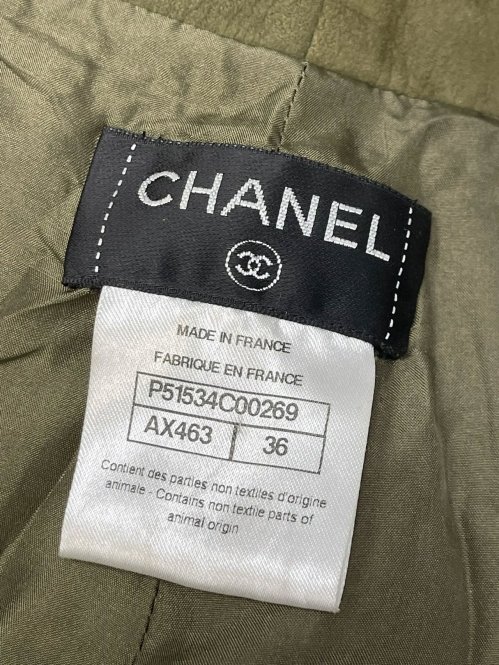 CHANEL
MADE IN FRANCE
FABRIQUE EN FRANCE
P51534C00269
AX463 36
Contient des parties non textiles d'origine
animale - Contains non textile parts of
animal origin